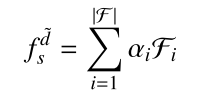 $f_s^{\tilde{d}} = \sum_{i=1}^{|\mathcal{F}|} \alpha_i \mathcal{F}_i$